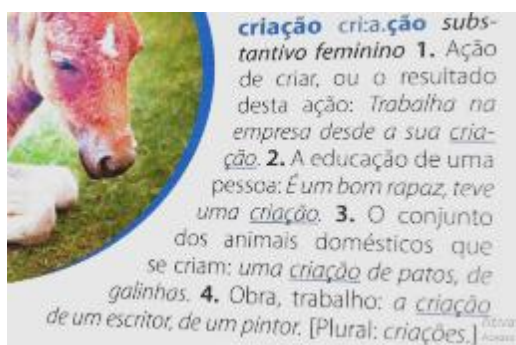 criação cri:a.ção subs-
tantivo feminino 1. Ação
de criar, ou o resultado
desta ação: Trabalha na
empresa desde a sua cria-
ção. 2. A educação de uma
pessoa: É um bom rapaz, teve
uma criação. 3. O conjunto
dos animais domésticos que
se criam: uma criação de patos, de
galinhas. 4. Obra, trabalho: a criação
de um escritor, de um pintor. [Plural: criações.]